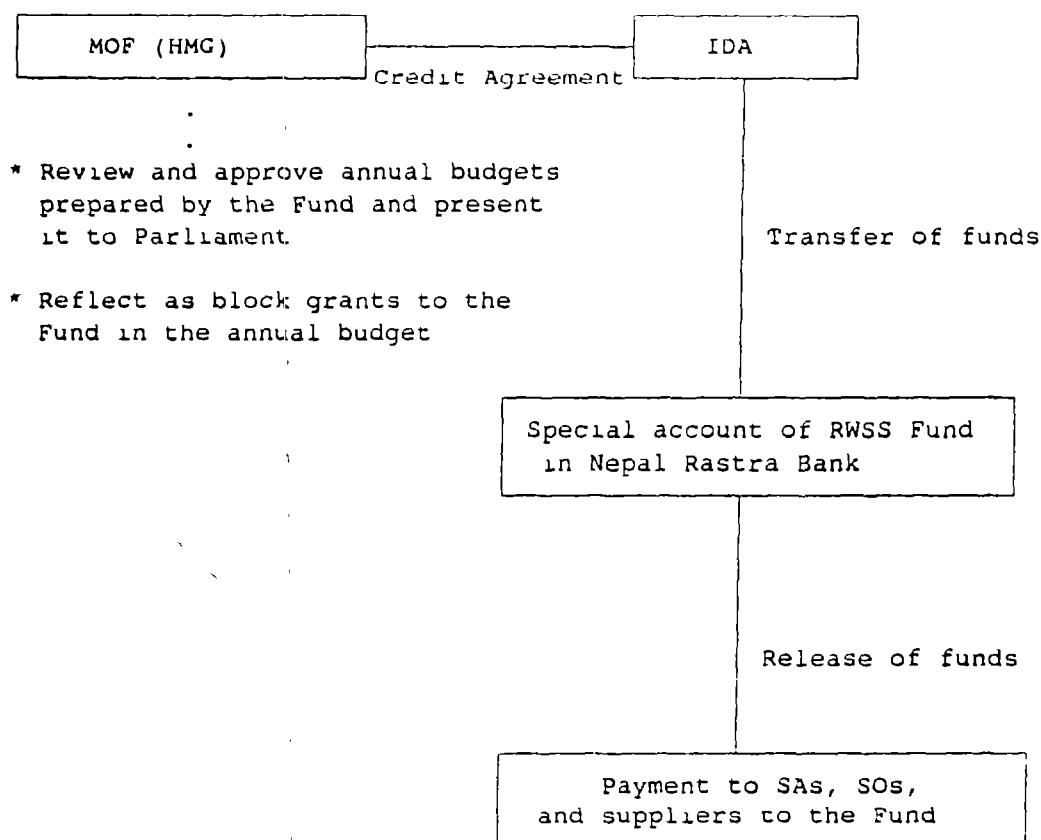 MOF (HMG)
IDA
Credit Agreement
* Review and approve annual budgets
prepared by the Fund and present
it to Parliament.
* Reflect as block grants to the
Fund in the annual budget
Transfer of funds
Special account of RWSS Fund
in Nepal Rastra Bank
Release of funds
Payment to SAs, SOs,
and suppliers to the Fund